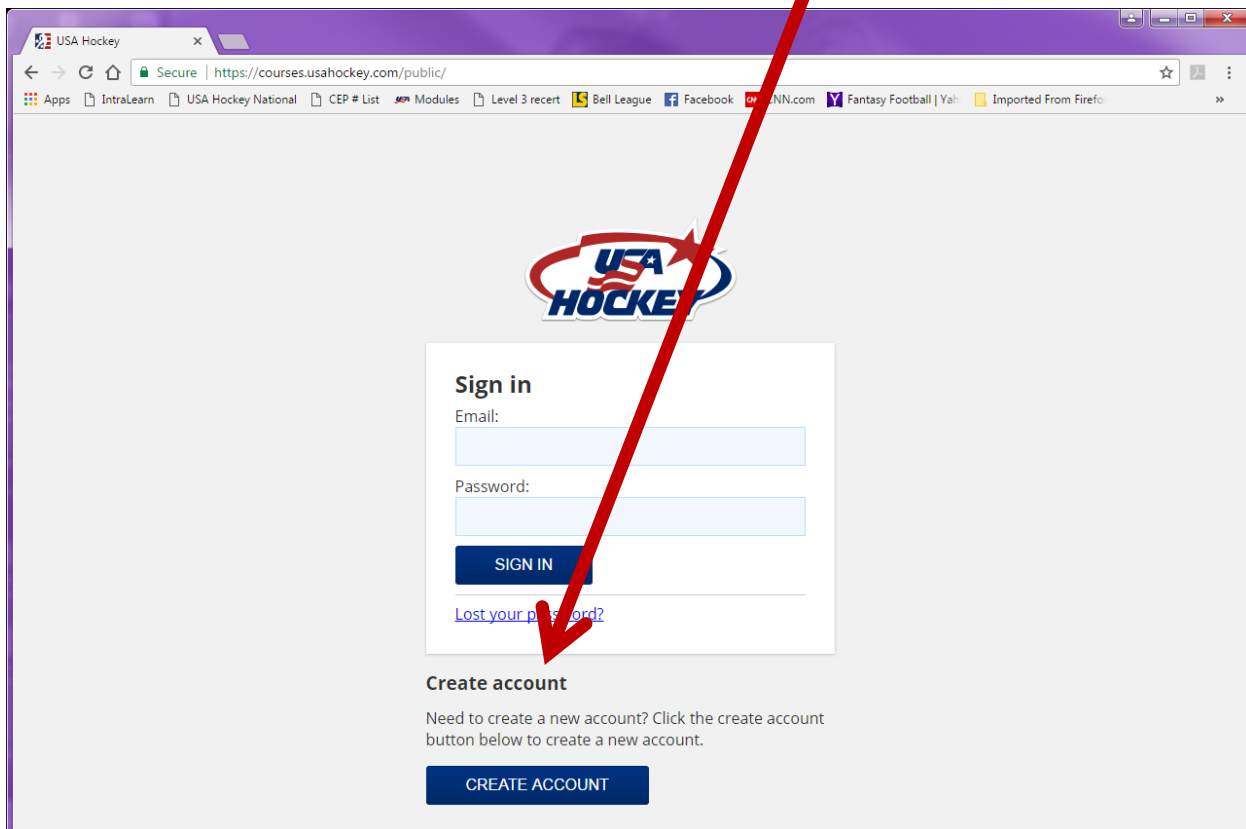 USA Hockey
Secure | https://courses.usahockey.com/public/
Apps IntraLearn USA Hockey National CEP # List Modules Level 3 recert Bell League Facebook CNN.com Fantasy Football | Yah Imported From Firefo »
USA
HOCKEY
Sign in
Email:
Password:
SIGN IN
Lost your password?
Create account
Need to create a new account? Click the create account
button below to create a new account.
CREATE ACCOUNT